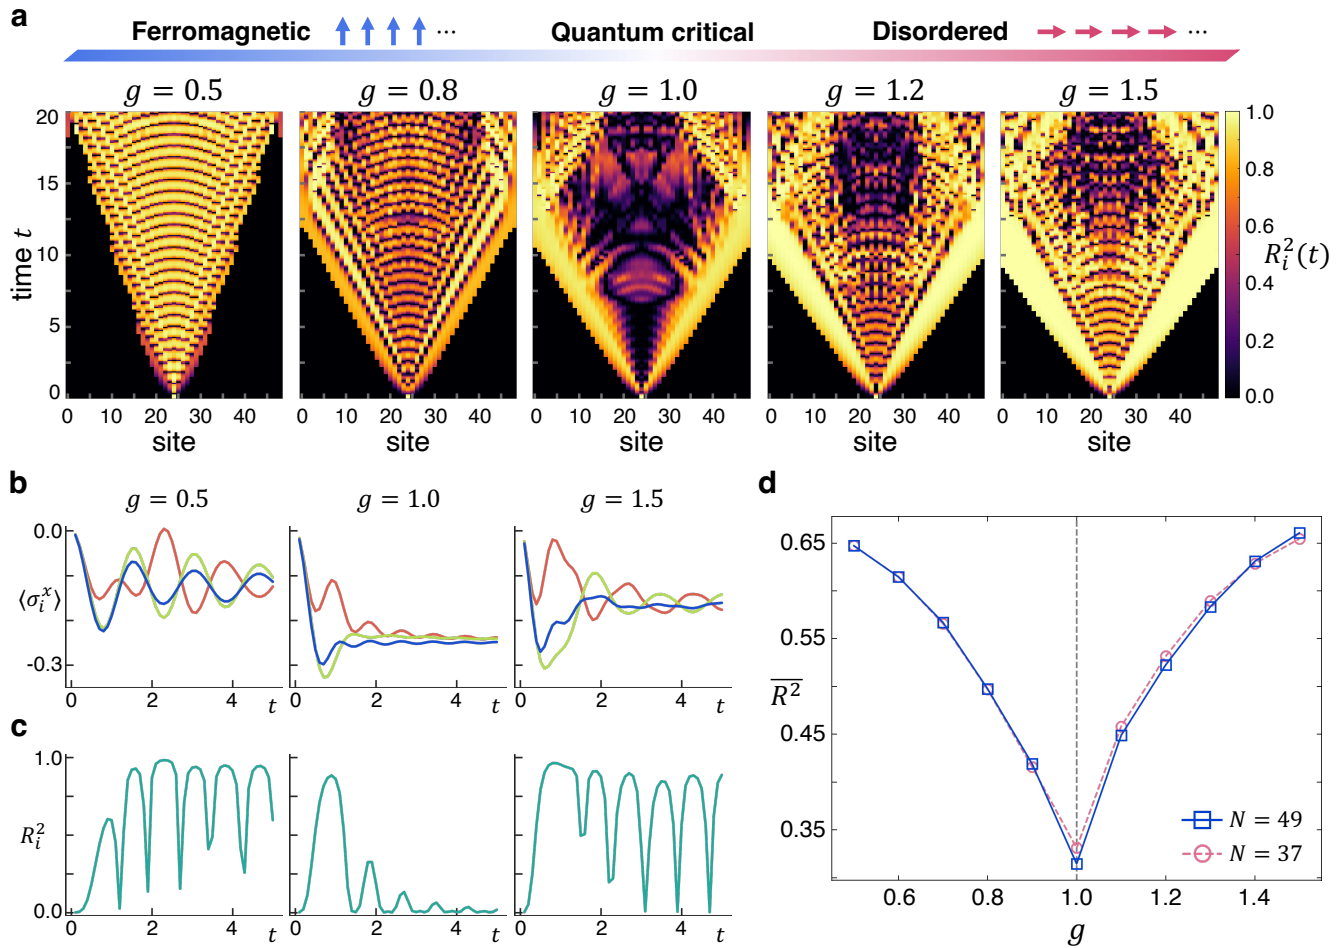 a
Ferromagnetic ...
Quantum critical
Disordered ...
g = 0.5
g = 0.8
g = 1.0
g = 1.2
g = 1.5
time t
20
15
10
5
0
0 10 20 30 40
site
0 10 20 30 40
site
0 10 20 30 40
site
0 10 20 30 40
site
0 10 20 30 40
site
1.0
0.8
0.6
0.4
0.2
0.0
R_i^2(t)
b
g = 0.5
g = 1.0
g = 1.5
0.0
⟨σ_i^x⟩
-0.3
0 2 4 t
0 2 4 t
0 2 4 t
c
1.0
R_i^2
0.0
0 2 4 t
0 2 4 t
0 2 4 t
d
0.65
0.55
\overline{R^2}
0.45
0.35
N = 49
N = 37
0.6 0.8 1.0 1.2 1.4
g